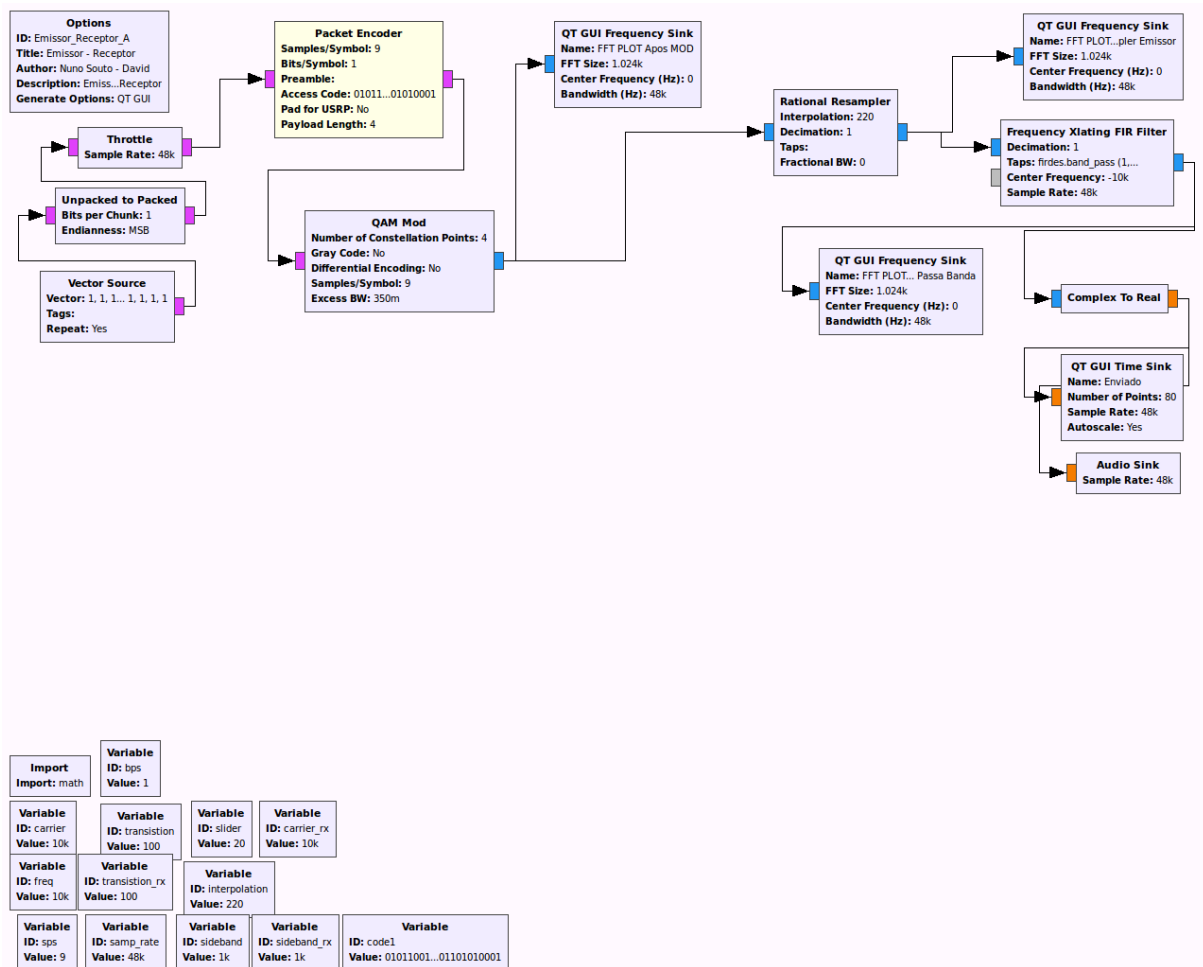 Options
ID: Emissor_Receptor_A
Title: Emissor - Receptor
Author: Nuno Souto - David
Description: Emiss...Receptor
Generate Options: QT GUI
Packet Encoder
Samples/Symbol: 9
Bits/Symbol: 1
Preamble:
Access Code: 01011...01010001
Pad for USRP: No
Payload Length: 4
QT GUI Frequency Sink
Name: FFT PLOT Apos MOD
FFT Size: 1.024k
Center Frequency (Hz): 0
Bandwidth (Hz): 48k
QT GUI Frequency Sink
Name: FFT PLOT...pler Emissor
FFT Size: 1.024k
Center Frequency (Hz): 0
Bandwidth (Hz): 48k
Throttle
Sample Rate: 48k
Rational Resampler
Interpolation: 220
Decimation: 1
Taps:
Fractional BW: 0
Frequency Xlating FIR Filter
Decimation: 1
Taps: firdes.band_pass (1,...
Center Frequency: -10k
Sample Rate: 48k
Unpacked to Packed
Bits per Chunk: 1
Endianness: MSB
QAM Mod
Number of Constellation Points: 4
Gray Code: No
Differential Encoding: No
Samples/Symbol: 9
Excess BW: 350m
Vector Source
Vector: 1, 1, 1... 1, 1, 1, 1
Tags:
Repeat: Yes
QT GUI Frequency Sink
Name: FFT PLOT... Passa Banda
FFT Size: 1.024k
Center Frequency (Hz): 0
Bandwidth (Hz): 48k
Complex To Real
QT GUI Time Sink
Name: Enviado
Number of Points: 80
Sample Rate: 48k
Autoscale: Yes
Audio Sink
Sample Rate: 48k
Import
Import: math
Variable
ID: bps
Value: 1
Variable
ID: carrier
Value: 10k
Variable
ID: transistion
Value: 100
Variable
ID: slider
Value: 20
Variable
ID: carrier_rx
Value: 10k
Variable
ID: freq
Value: 10k
Variable
ID: transistion_rx
Value: 100
Variable
ID: interpolation
Value: 220
Variable
ID: sps
Value: 9
Variable
ID: samp_rate
Value: 48k
Variable
ID: sideband
Value: 1k
Variable
ID: sideband_rx
Value: 1k
Variable
ID: code1
Value: 01011001...01101010001